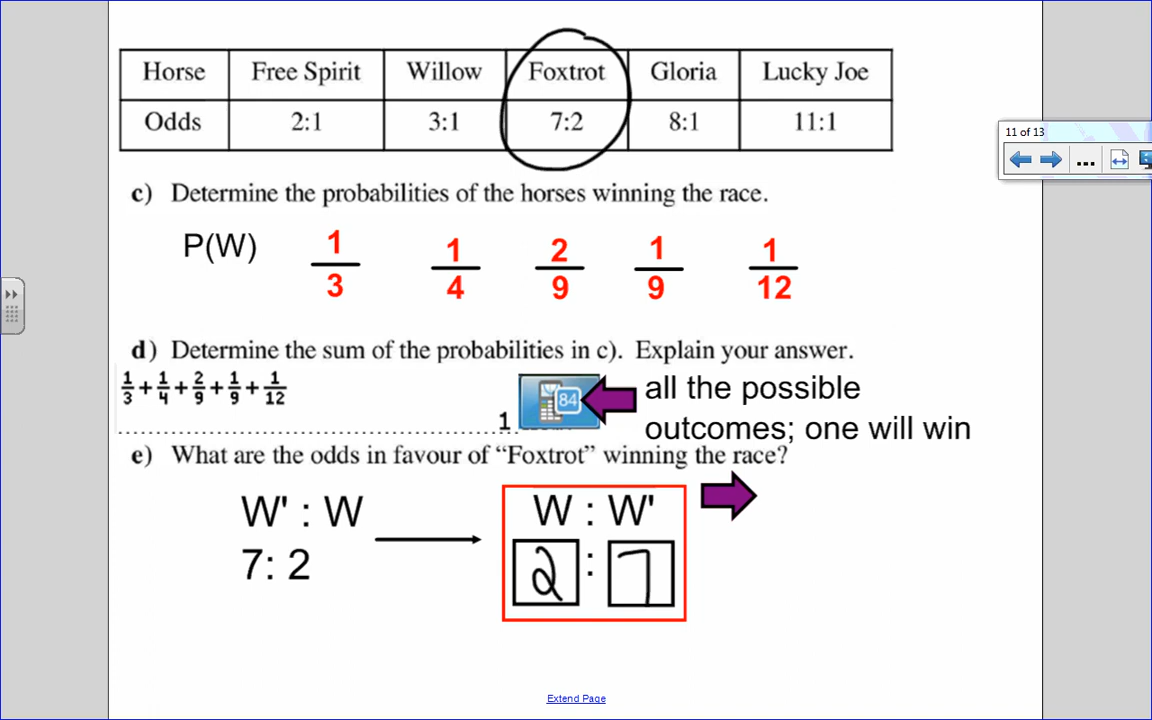 Horse Free Spirit Willow Foxtrot Gloria Lucky Joe
Odds 2:1 3:1 7:2 8:1 11:1
11 of 13
c) Determine the probabilities of the horses winning the race.
P(W) 1/3 1/4 2/9 1/9 1/12
d) Determine the sum of the probabilities in c). Explain your answer.
1/3 + 1/4 + 2/9 + 1/9 + 1/12
1
84
all the possible
outcomes; one will win
e) What are the odds in favour of “Foxtrot” winning the race?
W' : W
7: 2
W : W'
2 : 7
Extend Page